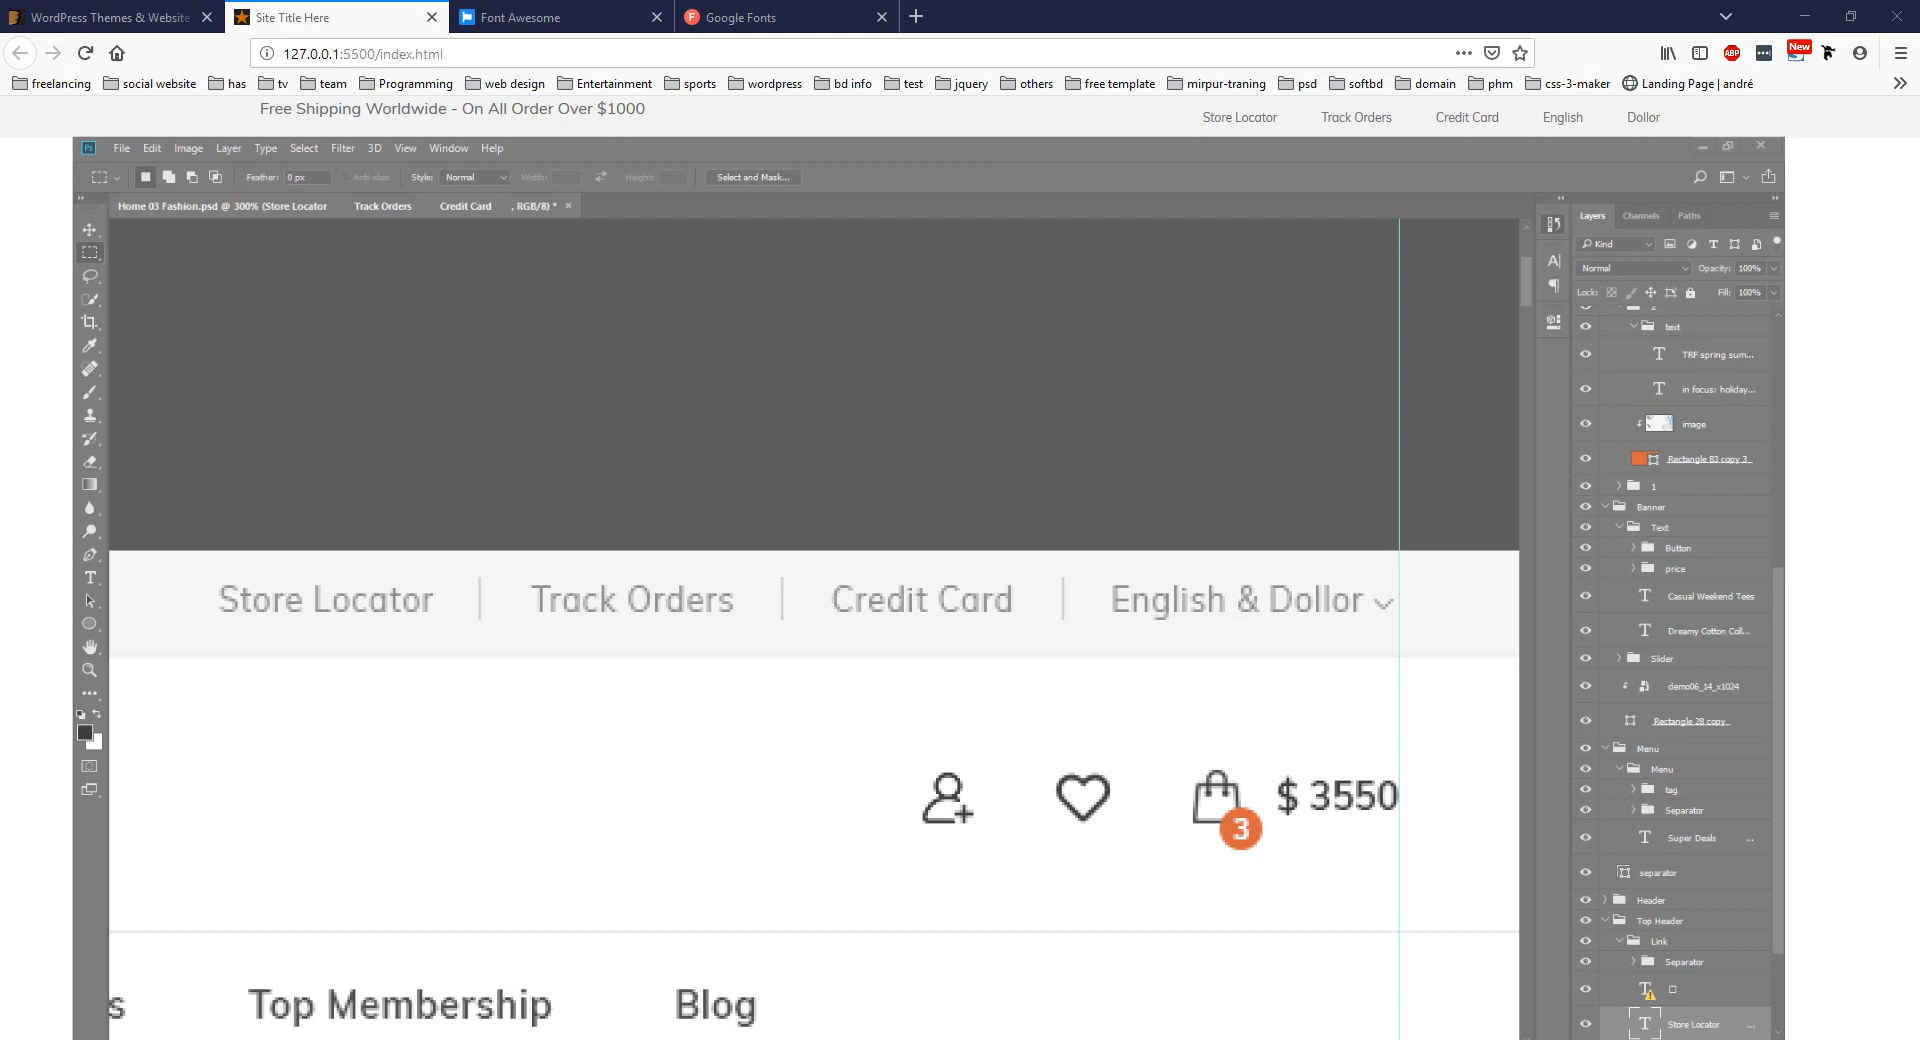 WordPress Themes & Website
Site Title Here
Font Awesome
Google Fonts
127.0.0.1:5500/index.html
ABP
New
freelancing
social website
has
tv
team
Programming
web design
Entertainment
sports
wordpress
bd info
test
jquery
others
free template
mirpur-traning
psd
softbd
domain
phm
css-3-maker
Landing Page | andré
Free Shipping Worldwide - On All Order Over $1000
Store Locator
Track Orders
Credit Card
English
Dollor
Ps File Edit Image Layer Type Select Filter 3D View Window Help
Feather: 0 px Anti-alias Style: Normal Width: Height: Select and Mask...
Home 03 Fashion.psd @ 300% (Store Locator Track Orders Credit Card , RGB/8) *
Layers Channels Paths
Kind
Normal Opacity: 100%
Lock: Fill: 100%
2
text
TRF spring sum...
in focus: holiday...
image
Rectangle 83 copy 3
1
Banner
Text
Button
price
Casual Weekend Tees
Dreamy Cotton Coll...
Slider
demo06_14_x1024
Rectangle 28 copy
Menu
Menu
tag
Separator
Super Deals ...
separator
Header
Top Header
Link
Separator
Store Locator ...
Store Locator
Track Orders
Credit Card
English & Dollor
3
$ 3550
s
Top Membership
Blog